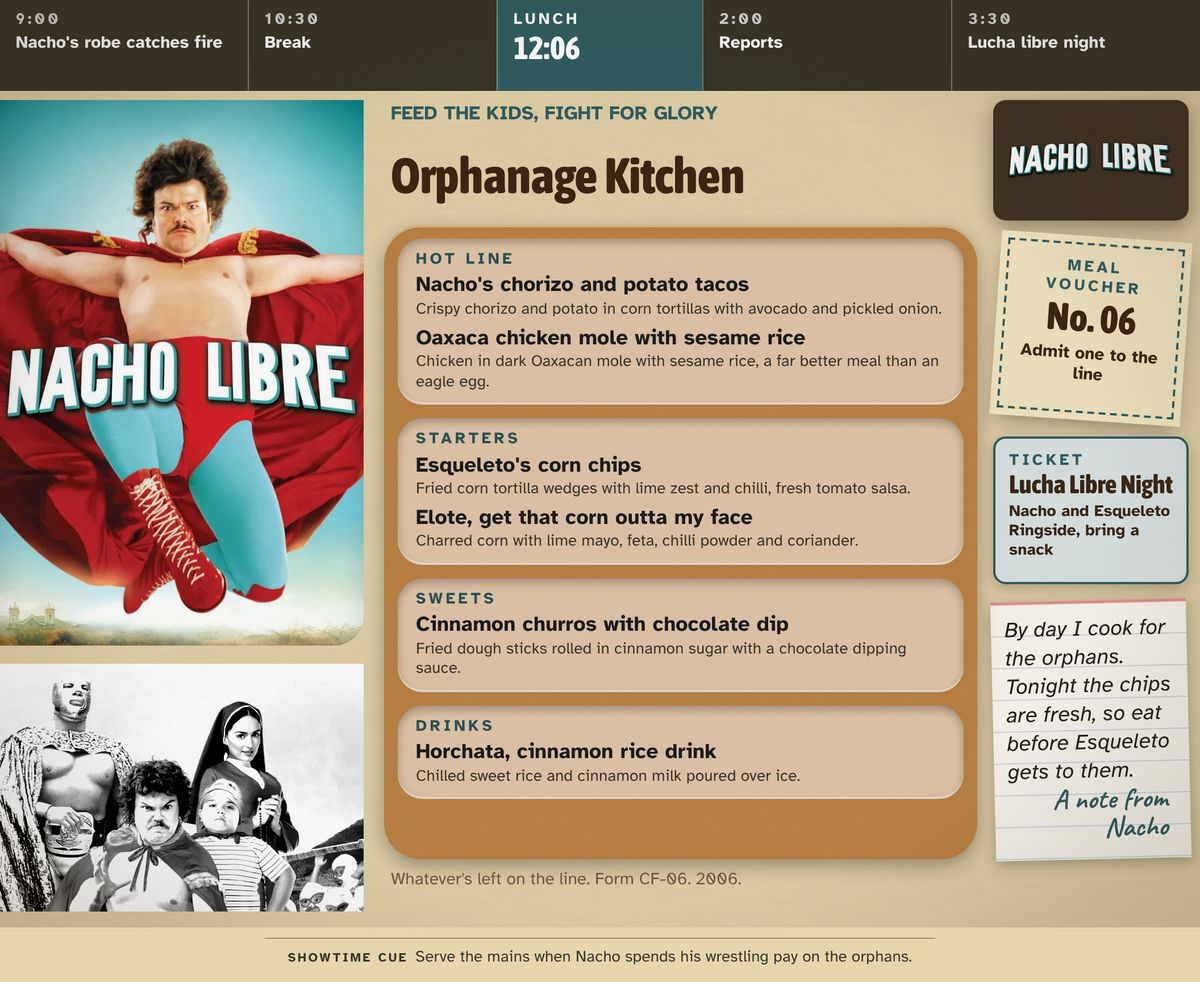 9:00
Nacho's robe catches fire
10:30
Break
LUNCH
12:06
2:00
Reports
3:30
Lucha libre night
NACHO LIBRE
FEED THE KIDS, FIGHT FOR GLORY
Orphanage Kitchen
HOT LINE
Nacho's chorizo and potato tacos
Crispy chorizo and potato in corn tortillas with avocado and pickled onion.
Oaxaca chicken mole with sesame rice
Chicken in dark Oaxacan mole with sesame rice, a far better meal than an
eagle egg.
STARTERS
Esqueleto's corn chips
Fried corn tortilla wedges with lime zest and chilli, fresh tomato salsa.
Elote, get that corn outta my face
Charred corn with lime mayo, feta, chilli powder and coriander.
SWEETS
Cinnamon churros with chocolate dip
Fried dough sticks rolled in cinnamon sugar with a chocolate dipping
sauce.
DRINKS
Horchata, cinnamon rice drink
Chilled sweet rice and cinnamon milk poured over ice.
Whatever's left on the line. Form CF-06. 2006.
NACHO LIBRE
MEAL
VOUCHER
No. 06
Admit one to the
line
TICKET
Lucha Libre Night
Nacho and Esqueleto
Ringside, bring a
snack
By day I cook for
the orphans.
Tonight the chips
are fresh, so eat
before Esqueleto
gets to them.
A note from
Nacho
SHOWTIME CUE Serve the mains when Nacho spends his wrestling pay on the orphans.